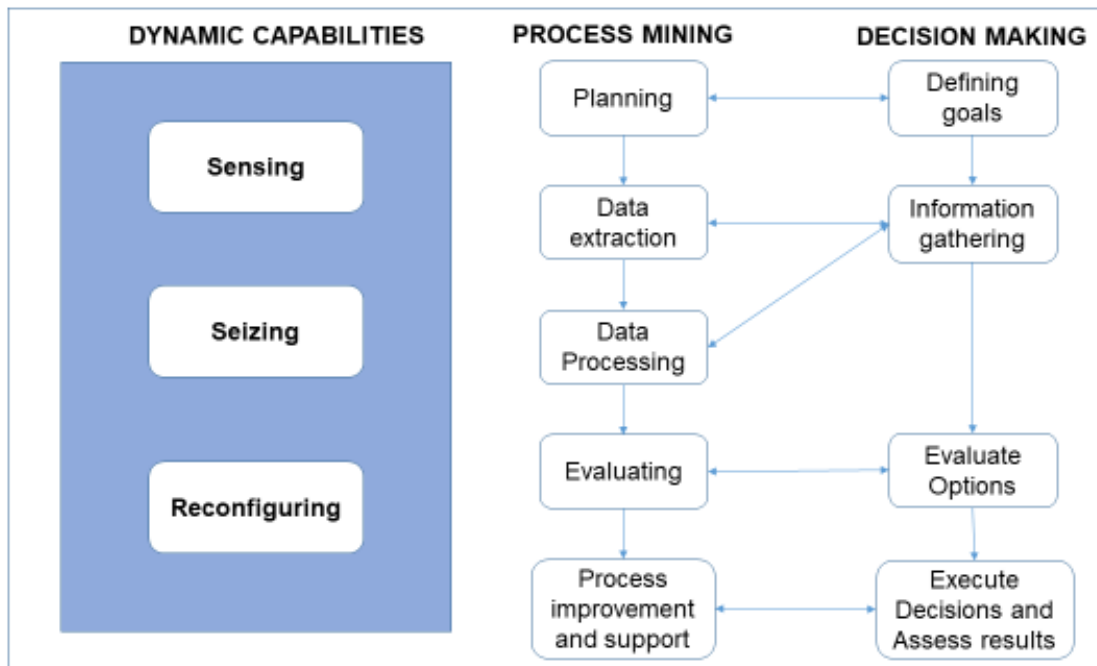 DYNAMIC CAPABILITIES
Sensing
Seizing
Reconfiguring
PROCESS MINING
Planning
Data
extraction
Data
Processing
Evaluating
Process
improvement
and support
DECISION MAKING
Defining
goals
Information
gathering
Evaluate
Options
Execute
Decisions and
Assess results